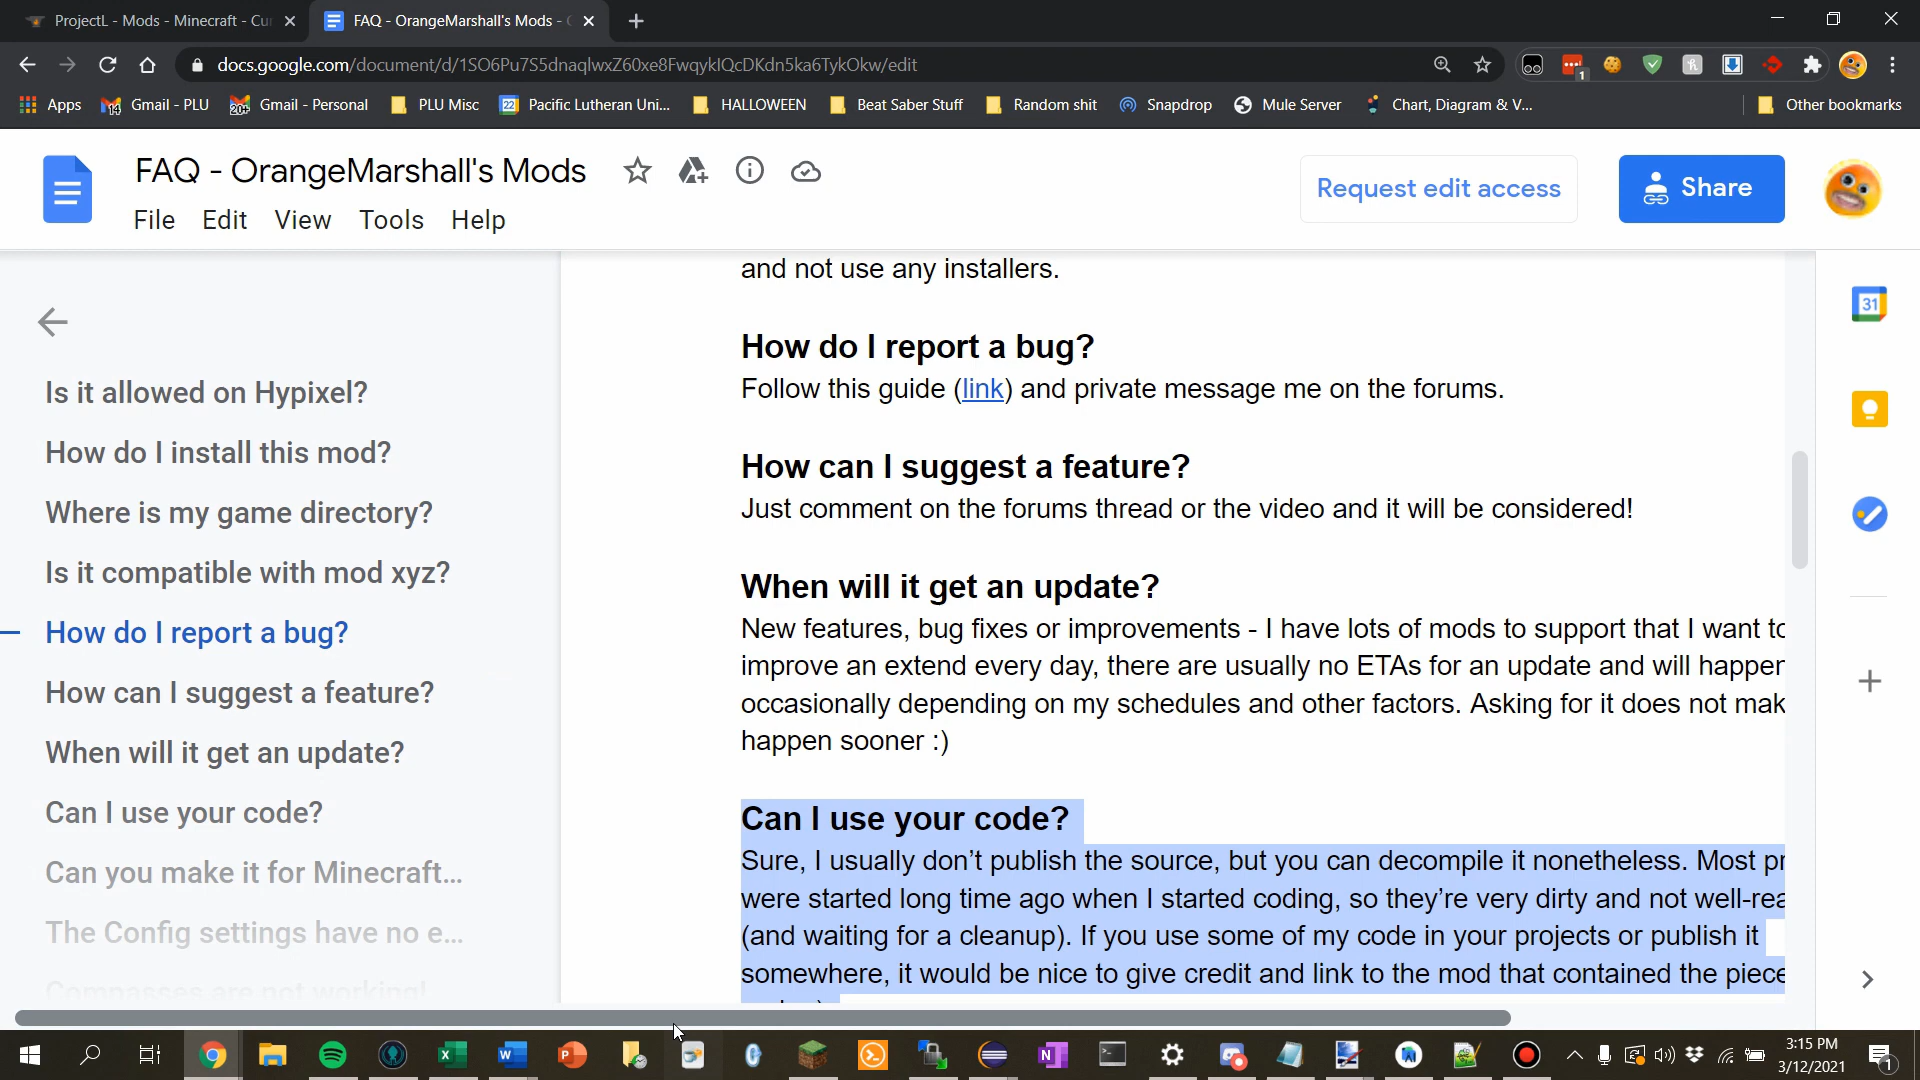 ProjectL - Mods - Minecraft - Cu
FAQ - OrangeMarshall's Mods -
docs.google.com/document/d/1SO6Pu7S5dnaqlwxZ60xe8FwqyklQcDKdn5ka6TykOkw/edit
1
Apps
14
Gmail - PLU
20+
Gmail - Personal
PLU Misc
22
Pacific Lutheran Uni...
HALLOWEEN
Beat Saber Stuff
Random shit
Snapdrop
Mule Server
Chart, Diagram & V...
Other bookmarks
FAQ - OrangeMarshall's Mods
File Edit View Tools Help
Request edit access
Share
Is it allowed on Hypixel?
How do I install this mod?
Where is my game directory?
Is it compatible with mod xyz?
How do I report a bug?
How can I suggest a feature?
When will it get an update?
Can I use your code?
Can you make it for Minecraft...
The Config settings have no e...
Compasses are not working!
and not use any installers.
How do I report a bug?
Follow this guide (link) and private message me on the forums.
How can I suggest a feature?
Just comment on the forums thread or the video and it will be considered!
When will it get an update?
New features, bug fixes or improvements - I have lots of mods to support that I want to
improve an extend every day, there are usually no ETAs for an update and will happen
occasionally depending on my schedules and other factors. Asking for it does not mak
happen sooner :)
Can I use your code?
Sure, I usually don't publish the source, but you can decompile it nonetheless. Most pr
were started long time ago when I started coding, so they're very dirty and not well-rea
(and waiting for a cleanup). If you use some of my code in your projects or publish it
somewhere, it would be nice to give credit and link to the mod that contained the piece
31
3:15 PM
3/12/2021
1